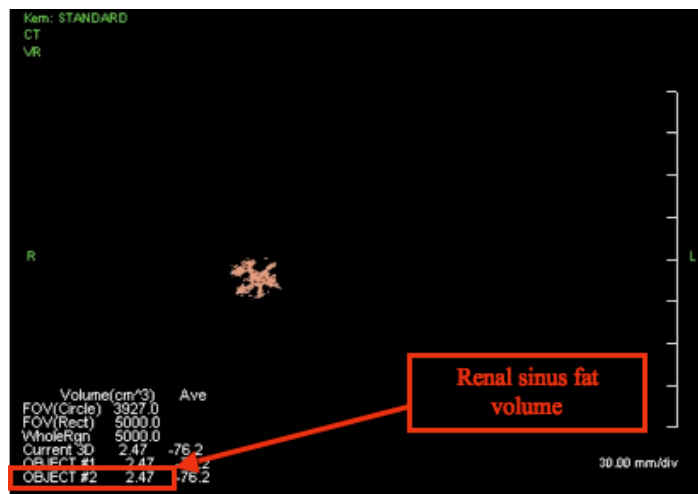 Kern: STANDARD
CT
VR
R
L
Renal sinus fat
volume
Volume(cm^3) Ave
FOV(Circle) 3927.0
FOV(Rect) 5000.0
WholeRgn 5000.0
Current 3D 2.47 -76.2
OBJECT #1 2.47
OBJECT #2 2.47 -76.2
30.00 mm/div